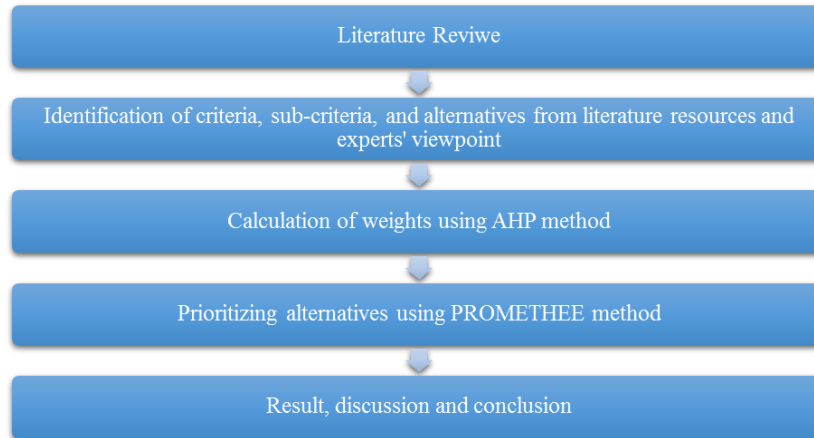 Literature Reviwe
Identification of criteria, sub-criteria, and alternatives from literature resources and
experts' viewpoint
Calculation of weights using AHP method
Prioritizing alternatives using PROMETHEE method
Result, discussion and conclusion